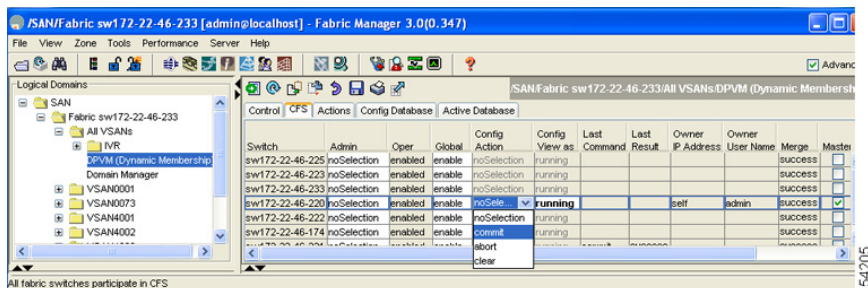 /SAN/Fabric sw172-22-46-233 [admin@localhost] - Fabric Manager 3.0(0.347)
File View Zone Tools Performance Server Help
Advanc
Logical Domains
/SAN/Fabric sw172-22-46-233/All VSANs/DPVM (Dynamic Membersh
SAN
Fabric sw172-22-46-233
All VSANs
IVR
DPVM (Dynamic Membership
Domain Manager
VSAN0001
VSAN0073
VSAN4001
VSAN4002
Control CFS Actions Config Database Active Database
Switch Admin Oper Global Config Action Config View as Last Command Last Result Owner IP Address Owner User Name Merge Master
sw172-22-46-225 noSelection enabled enable noSelection running success
sw172-22-46-223 noSelection enabled enable noSelection running success
sw172-22-46-233 noSelection enabled enable noSelection running success
sw172-22-46-220 noSelection enabled enable noSele... running self admin success
sw172-22-46-222 noSelection enabled enable running success
sw172-22-46-174 noSelection enabled enable running success
noSelection
commit
abort
clear
All fabric switches participate in CFS
54205